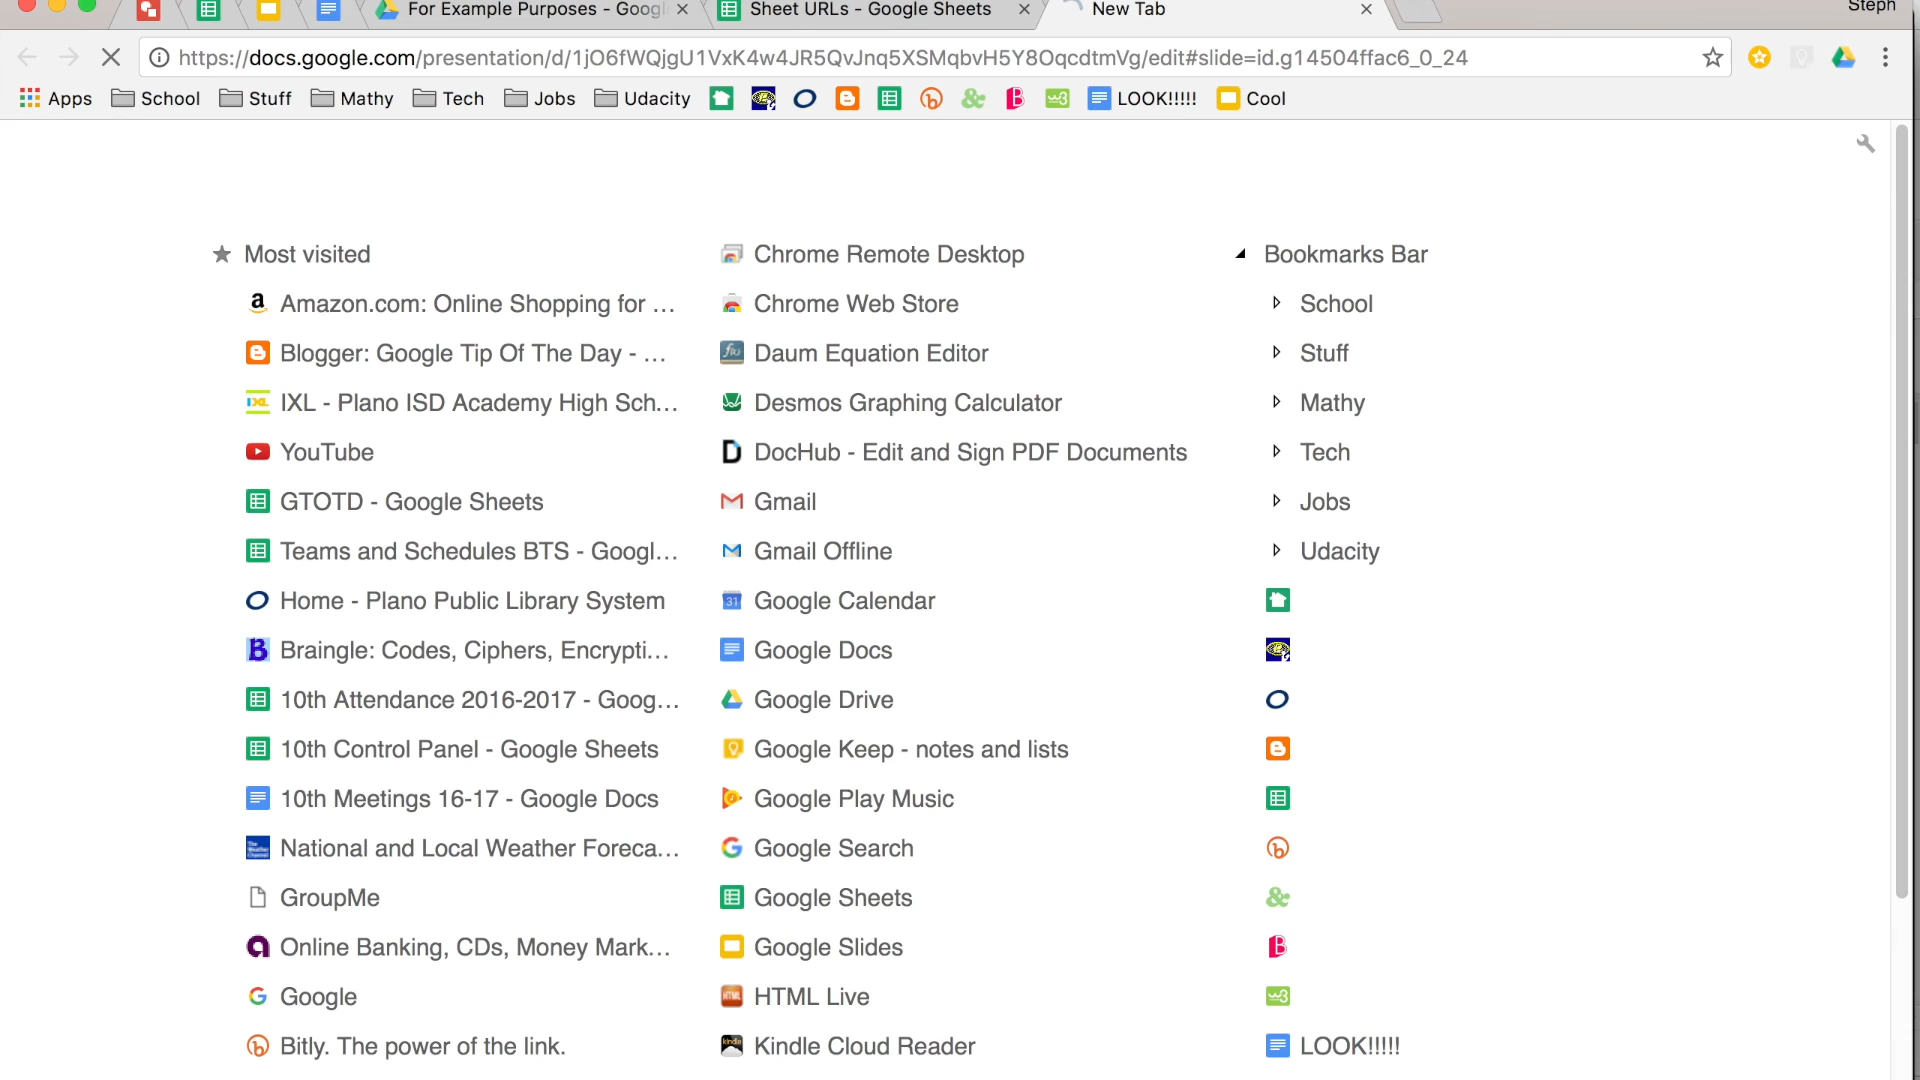 For Example Purposes - Googl
Sheet URLs - Google Sheets
New Tab
Steph
https://docs.google.com/presentation/d/1jO6fWQjgU1VxK4w4JR5QvJnq5XSMqbvH5Y8OqcdtmVg/edit#slide=id.g14504ffac6_0_24
Apps School Stuff Mathy Tech Jobs Udacity LOOK!!!!! Cool
Most visited
Amazon.com: Online Shopping for ...
Blogger: Google Tip Of The Day - ...
IXL - Plano ISD Academy High Sch...
YouTube
GTOTD - Google Sheets
Teams and Schedules BTS - Googl...
Home - Plano Public Library System
Braingle: Codes, Ciphers, Encrypti...
10th Attendance 2016-2017 - Goog...
10th Control Panel - Google Sheets
10th Meetings 16-17 - Google Docs
National and Local Weather Foreca...
GroupMe
Online Banking, CDs, Money Mark...
Google
Bitly. The power of the link.
Chrome Remote Desktop
Chrome Web Store
Daum Equation Editor
Desmos Graphing Calculator
DocHub - Edit and Sign PDF Documents
Gmail
Gmail Offline
Google Calendar
Google Docs
Google Drive
Google Keep - notes and lists
Google Play Music
Google Search
Google Sheets
Google Slides
HTML Live
Kindle Cloud Reader
Bookmarks Bar
School
Stuff
Mathy
Tech
Jobs
Udacity
LOOK!!!!!